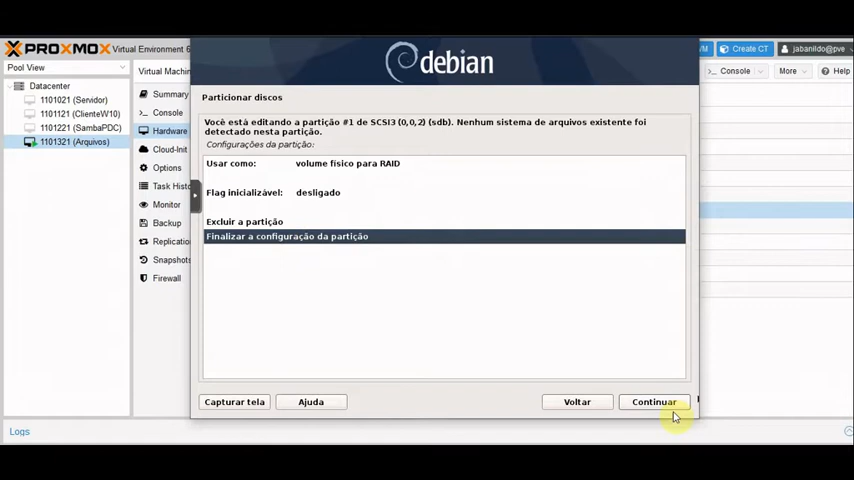 PROXMOX Virtual Environment 6
VM
Create CT
jabanildo@pve
Pool View
Datacenter
1101021 (Servidor)
1101121 (ClienteW10)
1101221 (SambaPDC)
1101321 (Arquivos)
Virtual Machin
Console
More
Help
Summary
Console
Hardware
Cloud-Init
Options
Task Histo
Monitor
Backup
Replication
Snapshots
Firewall
debian
Particionar discos
Você está editando a partição #1 de SCSI3 (0,0,2) (sdb). Nenhum sistema de arquivos existente foi
detectado nesta partição.
Configurações da partição:
Usar como: volume físico para RAID
Flag inicializável: desligado
Excluir a partição
Finalizar a configuração da partição
Capturar tela
Ajuda
Voltar
Continuar
Logs